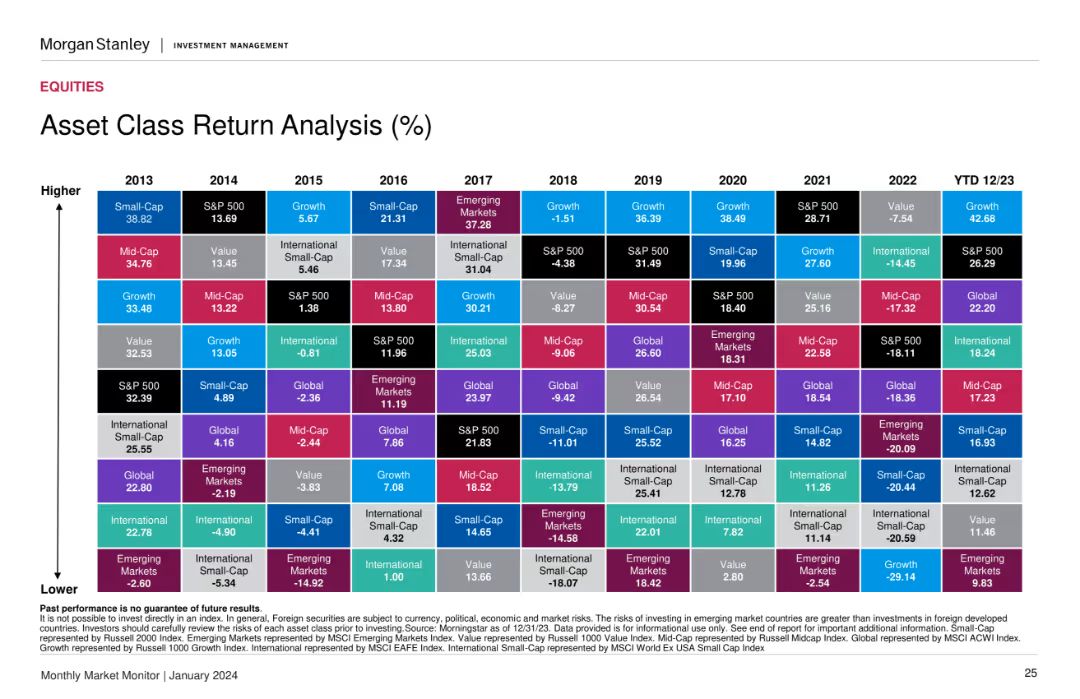 Morgan Stanley | INVESTMENT MANAGEMENT
EQUITIES
Asset Class Return Analysis (%)
Higher
2013 2014 2015 2016 2017 2018 2019 2020 2021 2022 YTD 12/23
Small-Cap 38.82
S&P 500 13.69
Growth 5.67
Small-Cap 21.31
Emerging Markets 37.28
Growth -1.51
Growth 36.39
Growth 38.49
S&P 500 28.71
Value -7.54
Growth 42.68
Mid-Cap 34.76
Value 13.45
International Small-Cap 5.46
Value 17.34
International Small-Cap 31.04
S&P 500 -4.38
S&P 500 31.49
Small-Cap 19.96
Growth 27.60
International -14.45
S&P 500 26.29
Growth 33.48
Mid-Cap 13.22
S&P 500 1.38
Mid-Cap 13.80
Growth 30.21
Value -8.27
Mid-Cap 30.54
S&P 500 18.40
Value 25.16
Mid-Cap -17.32
Global 22.20
Value 32.53
Growth 13.05
International -0.81
S&P 500 11.96
International 25.03
Mid-Cap -9.06
Global 26.60
Emerging Markets 18.31
Mid-Cap 22.58
S&P 500 -18.11
International 18.24
S&P 500 32.39
Small-Cap 4.89
Global -2.36
Emerging Markets 11.19
Global 23.97
Global -9.42
Value 26.54
Mid-Cap 17.10
Global 18.54
Global -18.36
Mid-Cap 17.23
International Small-Cap 25.55
Global 4.16
Mid-Cap -2.44
Global 7.86
S&P 500 21.83
Small-Cap -11.01
Small-Cap 25.52
Global 16.25
Small-Cap 14.82
Emerging Markets -20.09
Small-Cap 16.93
Global 22.80
Emerging Markets -2.19
Value -3.83
Growth 7.08
Mid-Cap 18.52
International -13.79
International Small-Cap 25.41
International Small-Cap 12.78
International 11.26
Small-Cap -20.44
International Small-Cap 12.62
International 22.78
International -4.90
Small-Cap -4.41
International Small-Cap 4.32
Small-Cap 14.65
Emerging Markets -14.58
International 22.01
International 7.82
International Small-Cap 11.14
International Small-Cap -20.59
Value 11.46
Emerging Markets -2.60
International Small-Cap -5.34
Emerging Markets -14.92
International 1.00
Value 13.66
International Small-Cap -18.07
Emerging Markets 18.42
Value 2.80
Emerging Markets -2.54
Growth -29.14
Emerging Markets 9.83
Lower
Past performance is no guarantee of future results.
It is not possible to invest directly in an index. In general, Foreign securities are subject to currency, political, economic and market risks. The risks of investing in emerging market countries are greater than investments in foreign developed
countries. Investors should carefully review the risks of each asset class prior to investing.Source: Morningstar as of 12/31/23. Data provided is for informational use only. See end of report for important additional information. Small-Cap
represented by Russell 2000 Index. Emerging Markets represented by MSCI Emerging Markets Index. Value represented by Russell 1000 Value Index. Mid-Cap represented by Russell Midcap Index. Global represented by MSCI ACWI Index.
Growth represented by Russell 1000 Growth Index. International represented by MSCI EAFE Index. International Small-Cap represented by MSCI World Ex USA Small Cap Index
Monthly Market Monitor | January 2024
25